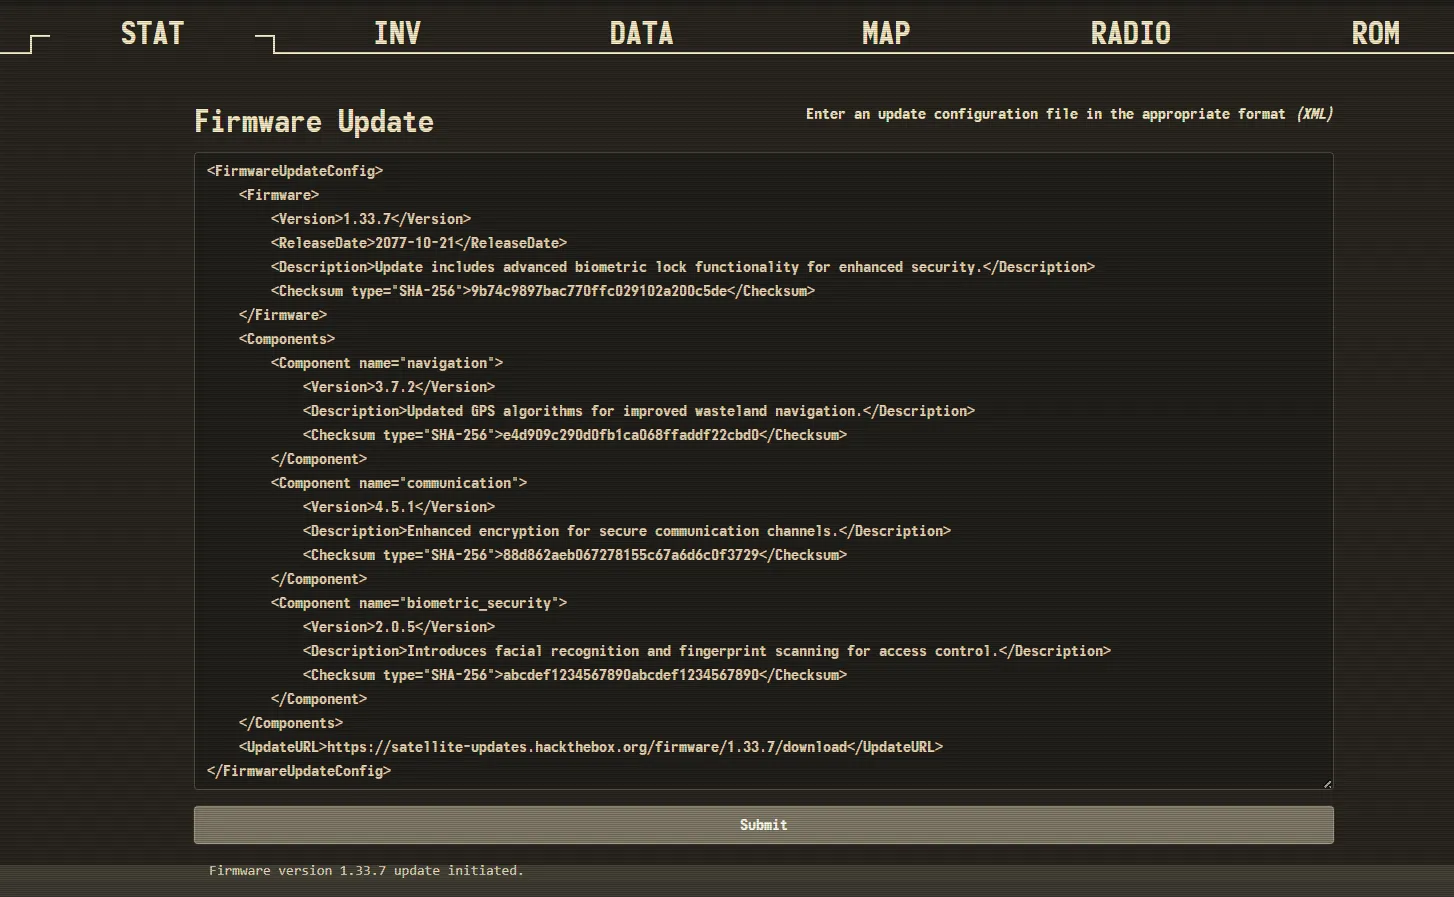 STAT INV DATA MAP RADIO ROM
Firmware Update
Enter an update configuration file in the appropriate format (XML)
<FirmwareUpdateConfig>
    <Firmware>
        <Version>1.33.7</Version>
        <ReleaseDate>2077-10-21</ReleaseDate>
        <Description>Update includes advanced biometric lock functionality for enhanced security.</Description>
        <Checksum type="SHA-256">9b74c9897bac770ffc029102a200c5de</Checksum>
    </Firmware>
    <Components>
        <Component name="navigation">
            <Version>3.7.2</Version>
            <Description>Updated GPS algorithms for improved wasteland navigation.</Description>
            <Checksum type="SHA-256">e4d909c290d0fb1ca068ffaddf22cbd0</Checksum>
        </Component>
        <Component name="communication">
            <Version>4.5.1</Version>
            <Description>Enhanced encryption for secure communication channels.</Description>
            <Checksum type="SHA-256">88d862aeb067278155c67a6d6c0f3729</Checksum>
        </Component>
        <Component name="biometric_security">
            <Version>2.0.5</Version>
            <Description>Introduces facial recognition and fingerprint scanning for access control.</Description>
            <Checksum type="SHA-256">abcdef1234567890abcdef1234567890</Checksum>
        </Component>
    </Components>
    <UpdateURL>https://satellite-updates.hackthebox.org/firmware/1.33.7/download</UpdateURL>
</FirmwareUpdateConfig>
Submit
Firmware version 1.33.7 update initiated.